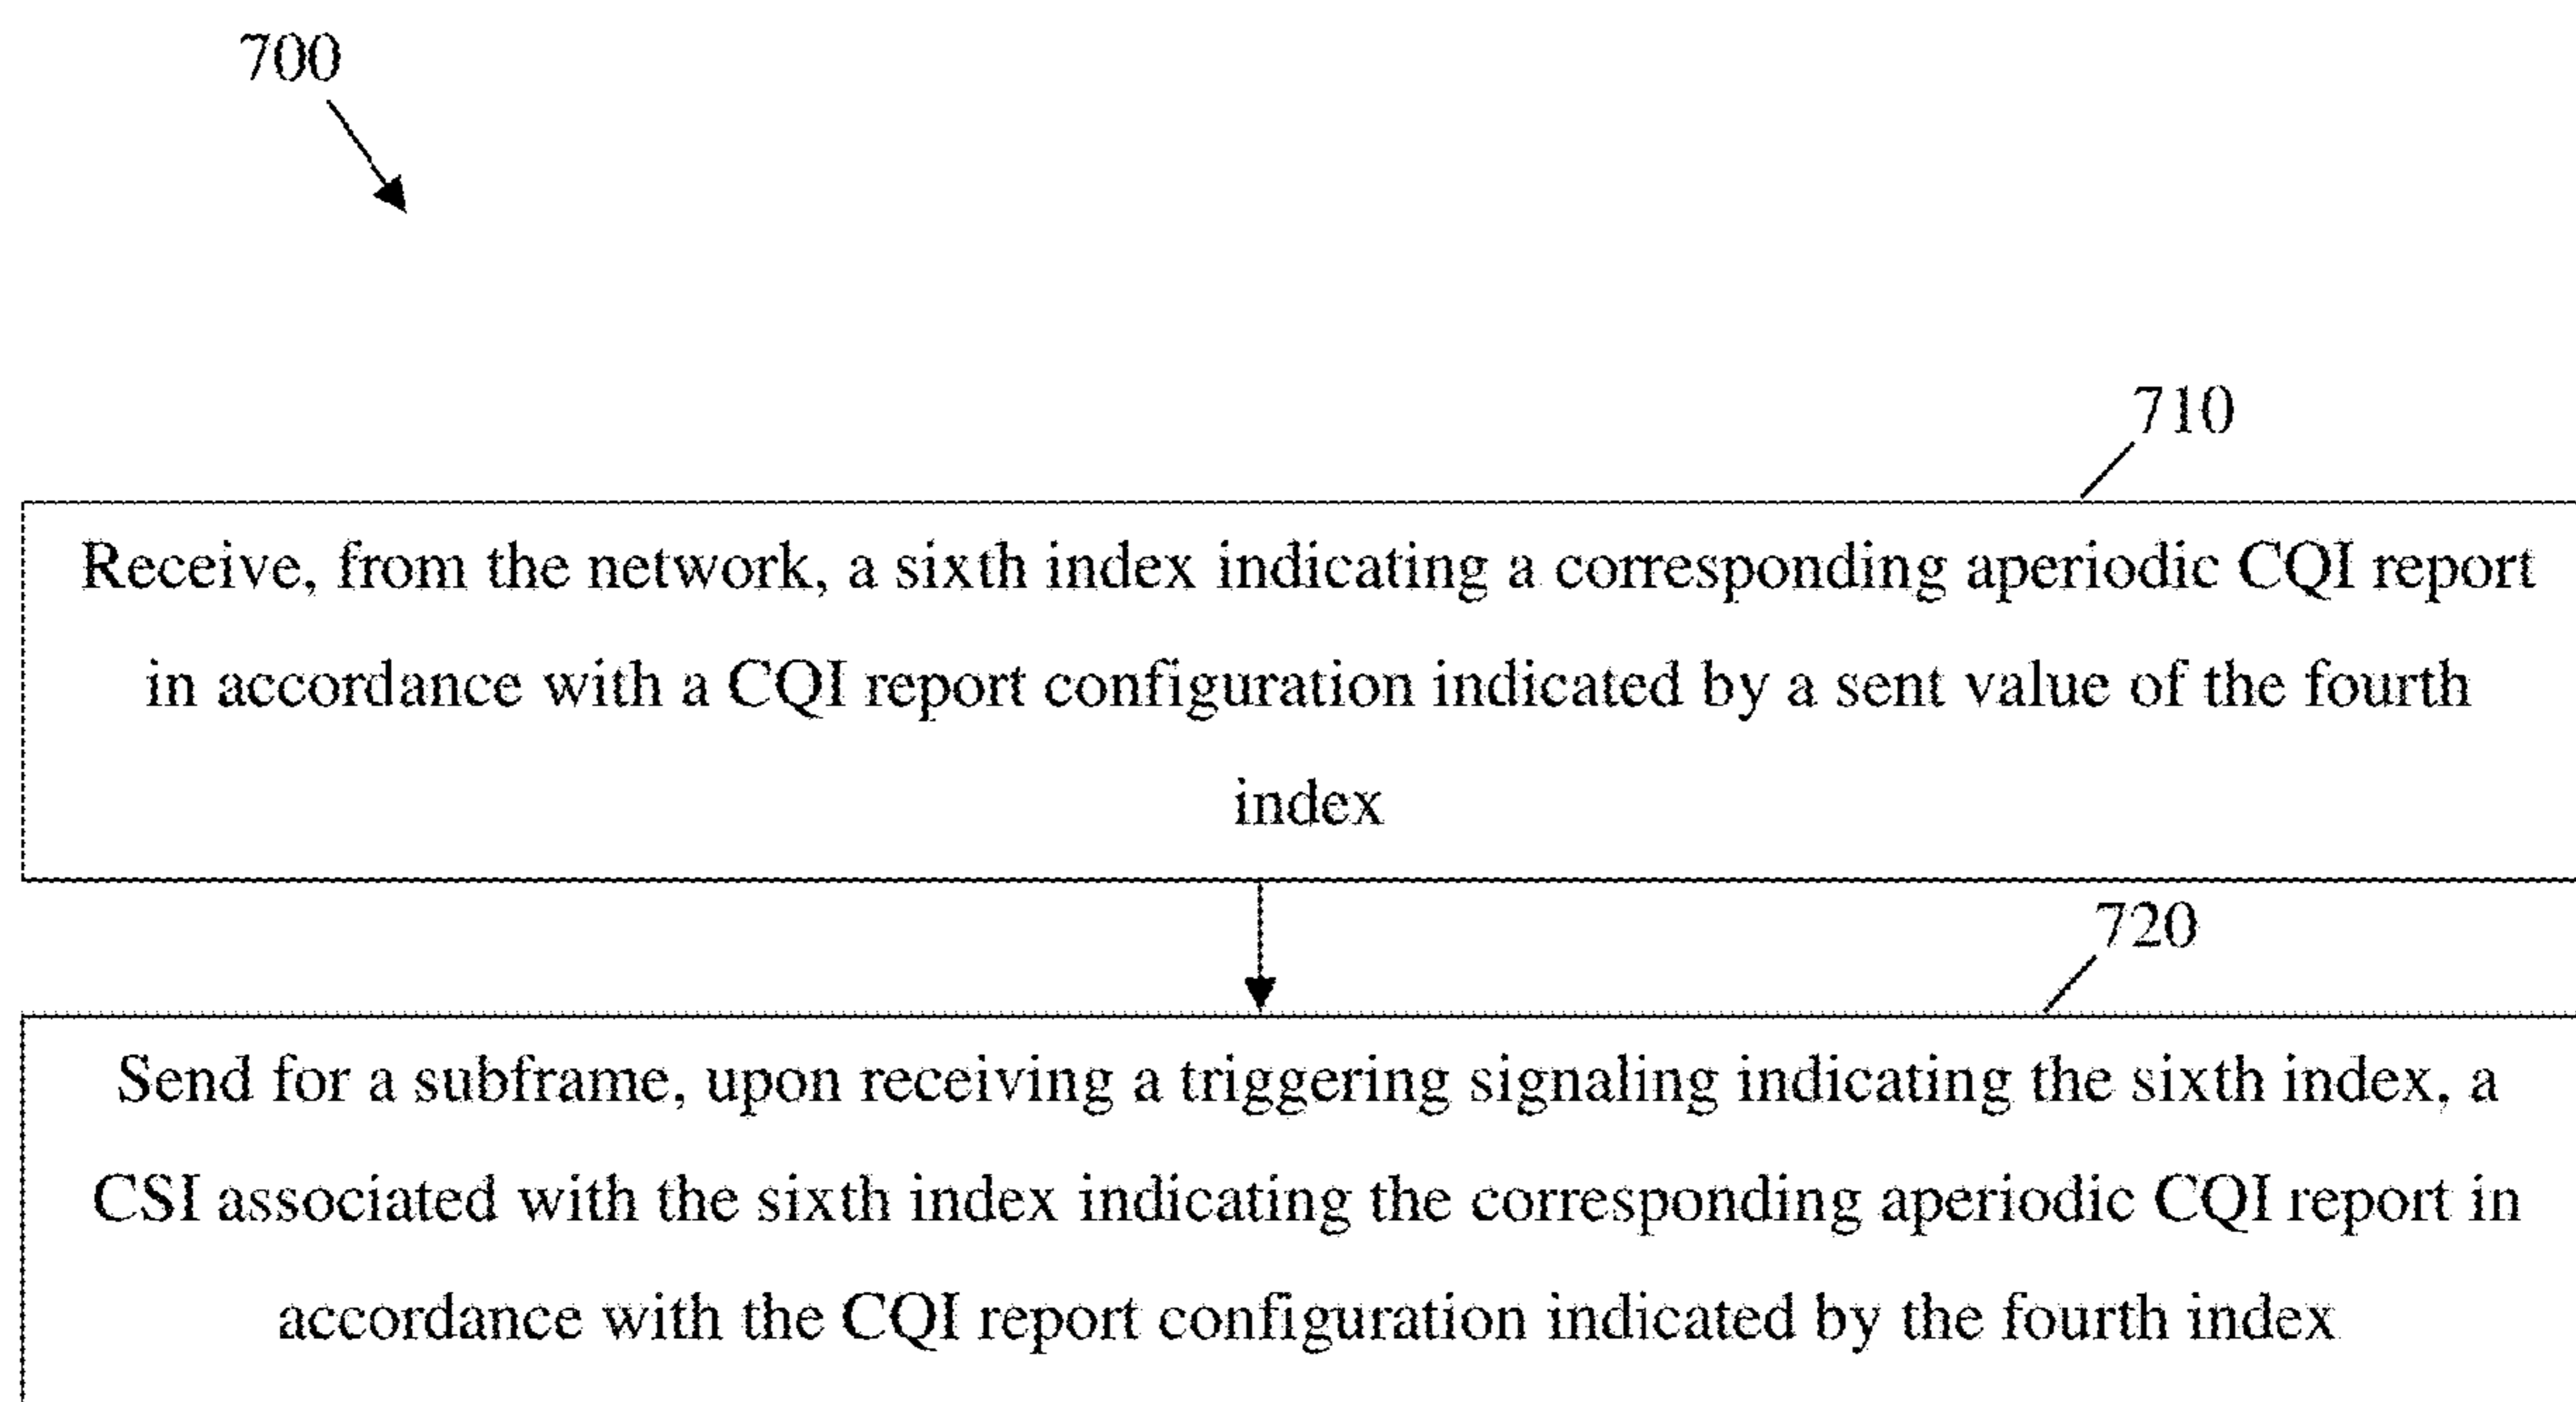 700
710
Receive, from the network, a sixth index indicating a corresponding aperiodic CQI report
in accordance with a CQI report configuration indicated by a sent value of the fourth
index
720
Send for a subframe, upon receiving a triggering signaling indicating the sixth index, a
CSI associated with the sixth index indicating the corresponding aperiodic CQI report in
accordance with the CQI report configuration indicated by the fourth index